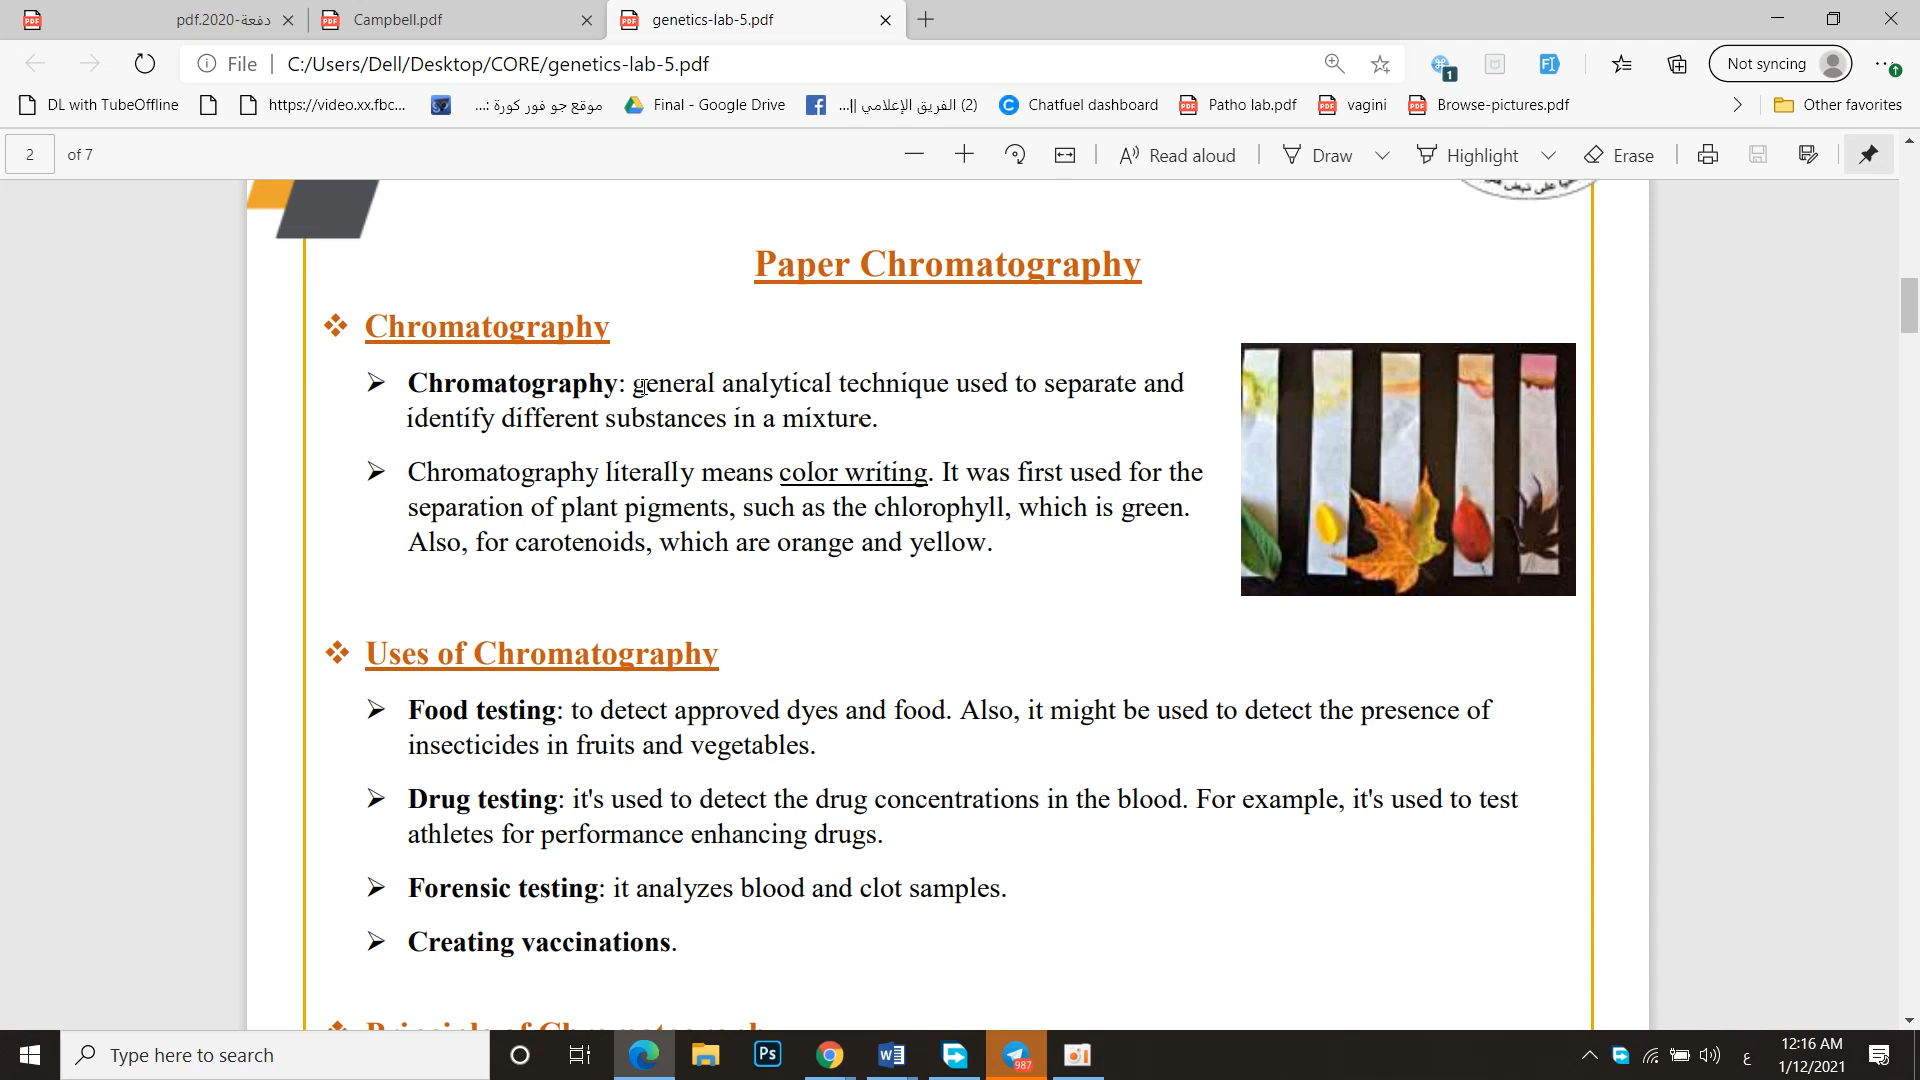 دفعة-2020.pdf
Campbell.pdf
genetics-lab-5.pdf
File C:/Users/Dell/Desktop/CORE/genetics-lab-5.pdf
1
Not syncing
DL with TubeOffline
https://video.xx.fbc...
موقع جو فور كورة :...
Final - Google Drive
(2) الفريق الإعلامي ||...
Chatfuel dashboard
Patho lab.pdf
vagini
Browse-pictures.pdf
Other favorites
2 of 7
Read aloud
Draw
Highlight
Erase
Paper Chromatography
❖ Chromatography
➢ Chromatography: general analytical technique used to separate and
identify different substances in a mixture.
➢ Chromatography literally means color writing. It was first used for the
separation of plant pigments, such as the chlorophyll, which is green.
Also, for carotenoids, which are orange and yellow.
❖ Uses of Chromatography
➢ Food testing: to detect approved dyes and food. Also, it might be used to detect the presence of
insecticides in fruits and vegetables.
➢ Drug testing: it's used to detect the drug concentrations in the blood. For example, it's used to test
athletes for performance enhancing drugs.
➢ Forensic testing: it analyzes blood and clot samples.
➢ Creating vaccinations.
Type here to search
Ps
987
ع
12:16 AM
1/12/2021